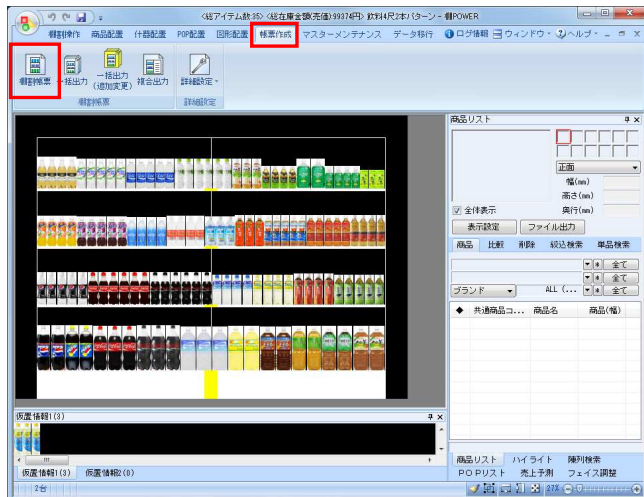 <総アイテム数:35> <総在庫金額(売価):99374円> 飲料4尺2本パターン - 棚POWER
棚割操作 商品配置 什器配置 POP配置 図形配置 帳票作成 マスターメンテナンス データ移行 ログ情報 ウィンドウ ヘルプ
棚割帳票 一括出力 一括出力(追加変更) 複合出力 詳細設定
棚割帳票 詳細設定
商品リスト
正面
幅(mm)
高さ(mm)
全体表示 奥行(mm)
表示設定 ファイル出力
商品 比較 削除 絞込検索 単品検索
* 全て
* 全て
ブランド ALL (... * 全て
◆ 共通商品コ... 商品名 商品(幅)
仮置情報1(3)
仮置情報1(3) 仮置情報2(0)
商品リスト ハイライト 陳列検索
POPリスト 売上予測 フェイス調整
2台 27%